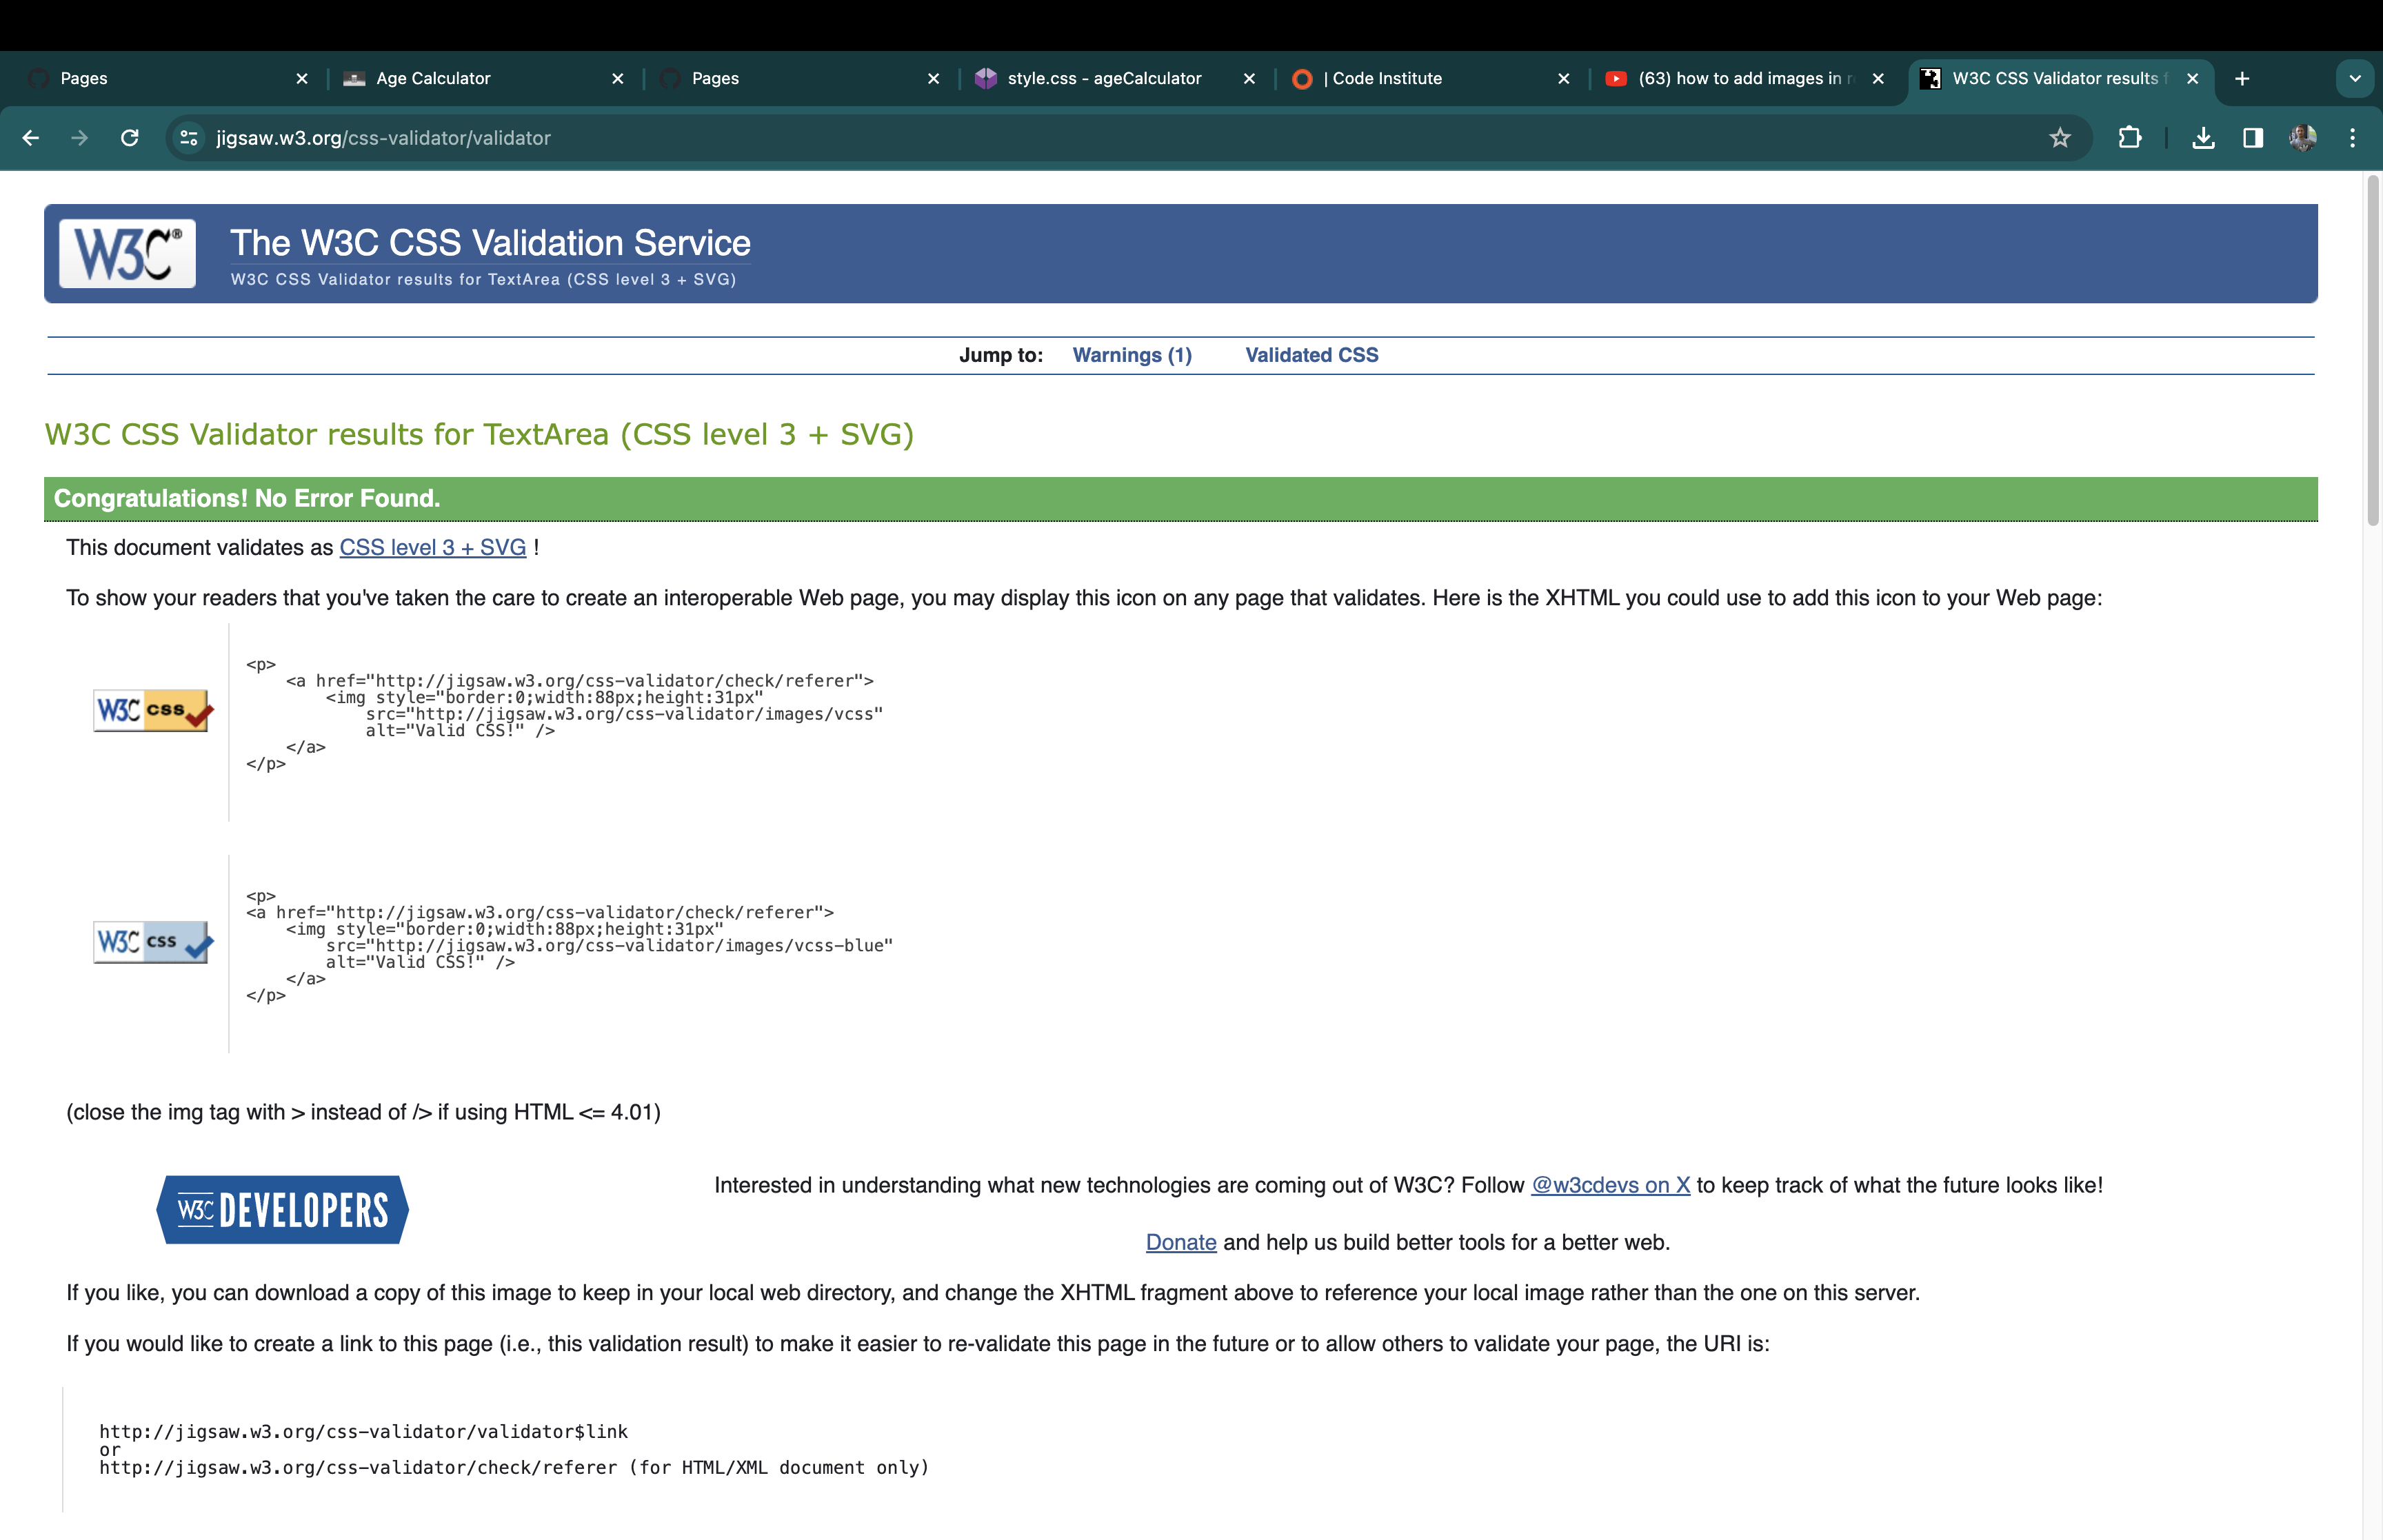 Pages
Age Calculator
Pages
style.css - ageCalculator
| Code Institute
(63) how to add images in
W3C CSS Validator results
jigsaw.w3.org/css-validator/validator
W3C®
The W3C CSS Validation Service
W3C CSS Validator results for TextArea (CSS level 3 + SVG)
Jump to: Warnings (1) Validated CSS
W3C CSS Validator results for TextArea (CSS level 3 + SVG)
Congratulations! No Error Found.
This document validates as CSS level 3 + SVG !
To show your readers that you've taken the care to create an interoperable Web page, you may display this icon on any page that validates. Here is the XHTML you could use to add this icon to your Web page:
W3C css
<p>
<a href="http://jigsaw.w3.org/css-validator/check/referer">
<img style="border:0;width:88px;height:31px"
src="http://jigsaw.w3.org/css-validator/images/vcss"
alt="Valid CSS!" />
</a>
</p>
W3C css
<p>
<a href="http://jigsaw.w3.org/css-validator/check/referer">
<img style="border:0;width:88px;height:31px"
src="http://jigsaw.w3.org/css-validator/images/vcss-blue"
alt="Valid CSS!" />
</a>
</p>
(close the img tag with > instead of /> if using HTML <= 4.01)
W3C DEVELOPERS
Interested in understanding what new technologies are coming out of W3C? Follow @w3cdevs on X to keep track of what the future looks like!
Donate and help us build better tools for a better web.
If you like, you can download a copy of this image to keep in your local web directory, and change the XHTML fragment above to reference your local image rather than the one on this server.
If you would like to create a link to this page (i.e., this validation result) to make it easier to re-validate this page in the future or to allow others to validate your page, the URI is:
http://jigsaw.w3.org/css-validator/validator$link
or
http://jigsaw.w3.org/css-validator/check/referer (for HTML/XML document only)